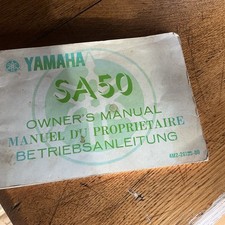 YAMAHA
SA50
OWNER'S MANUAL
MANUEL DU PROPRIETAIRE
BETRIEBSANLEITUNG